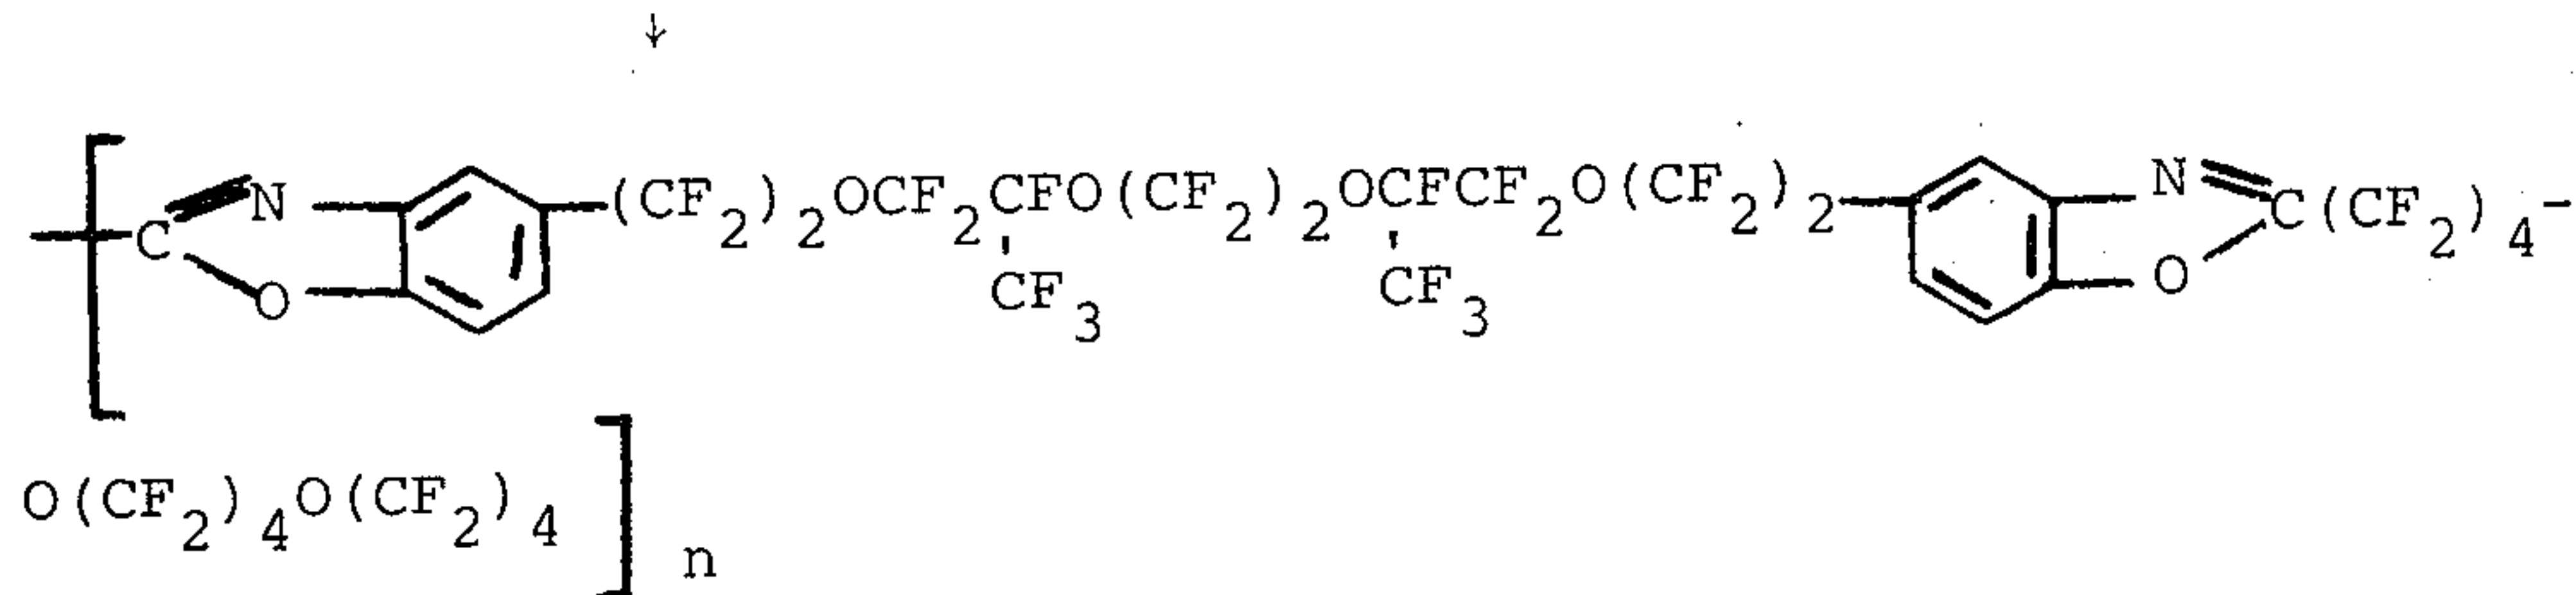 ↓
N (CF2)2OCF2CFO(CF2)2OCFCF2O(CF2)2 N
C C(CF2)4-
O CF3 CF3 O
O(CF2)4O(CF2)4 n